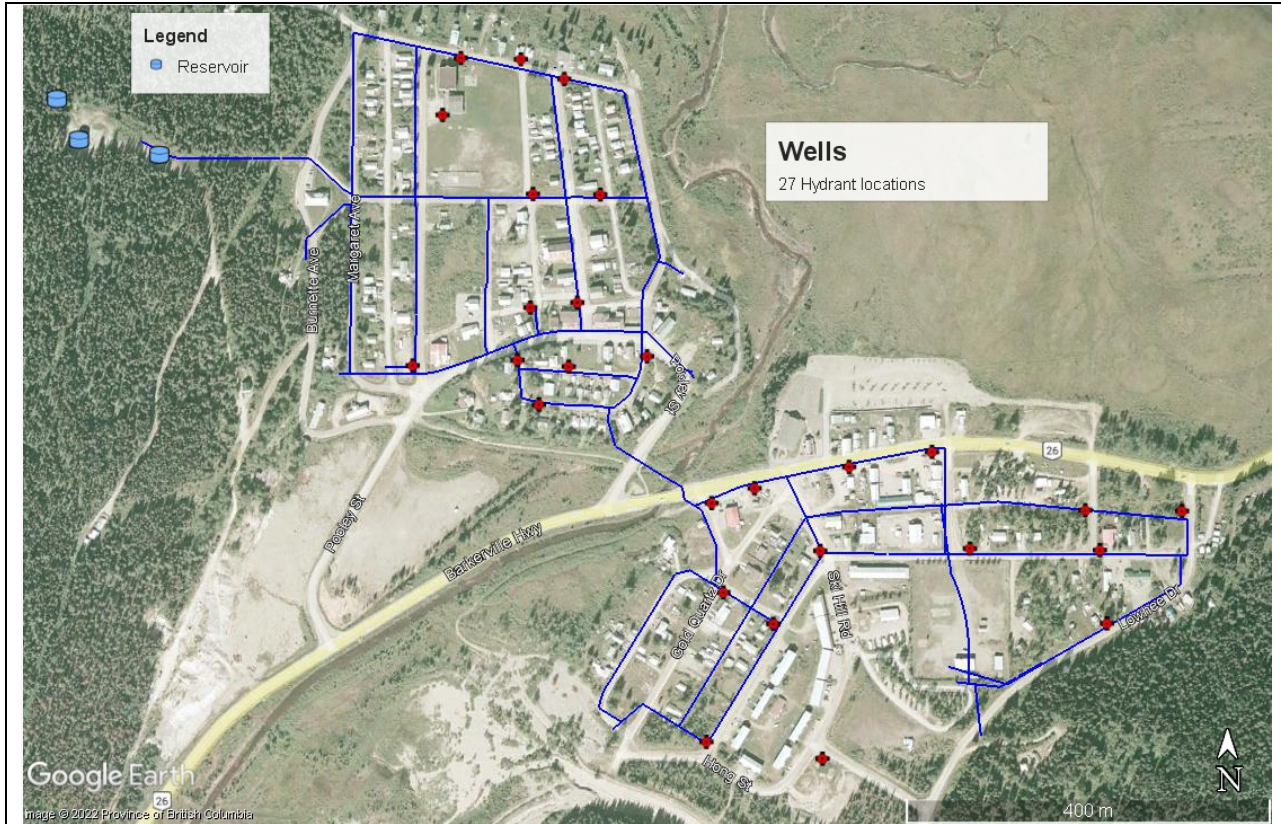 Legend
Reservoir
Wells
27 Hydrant locations
Margaret Ave
Burnette Ave
Pooley St
26
Pooley St
Barkerville Hwy
Gold Quartz Dr
Ski Hill Rd
Lowhee Dr
Hong St
N
Google Earth
26
400 m
Image © 2022 Province of British Columbia